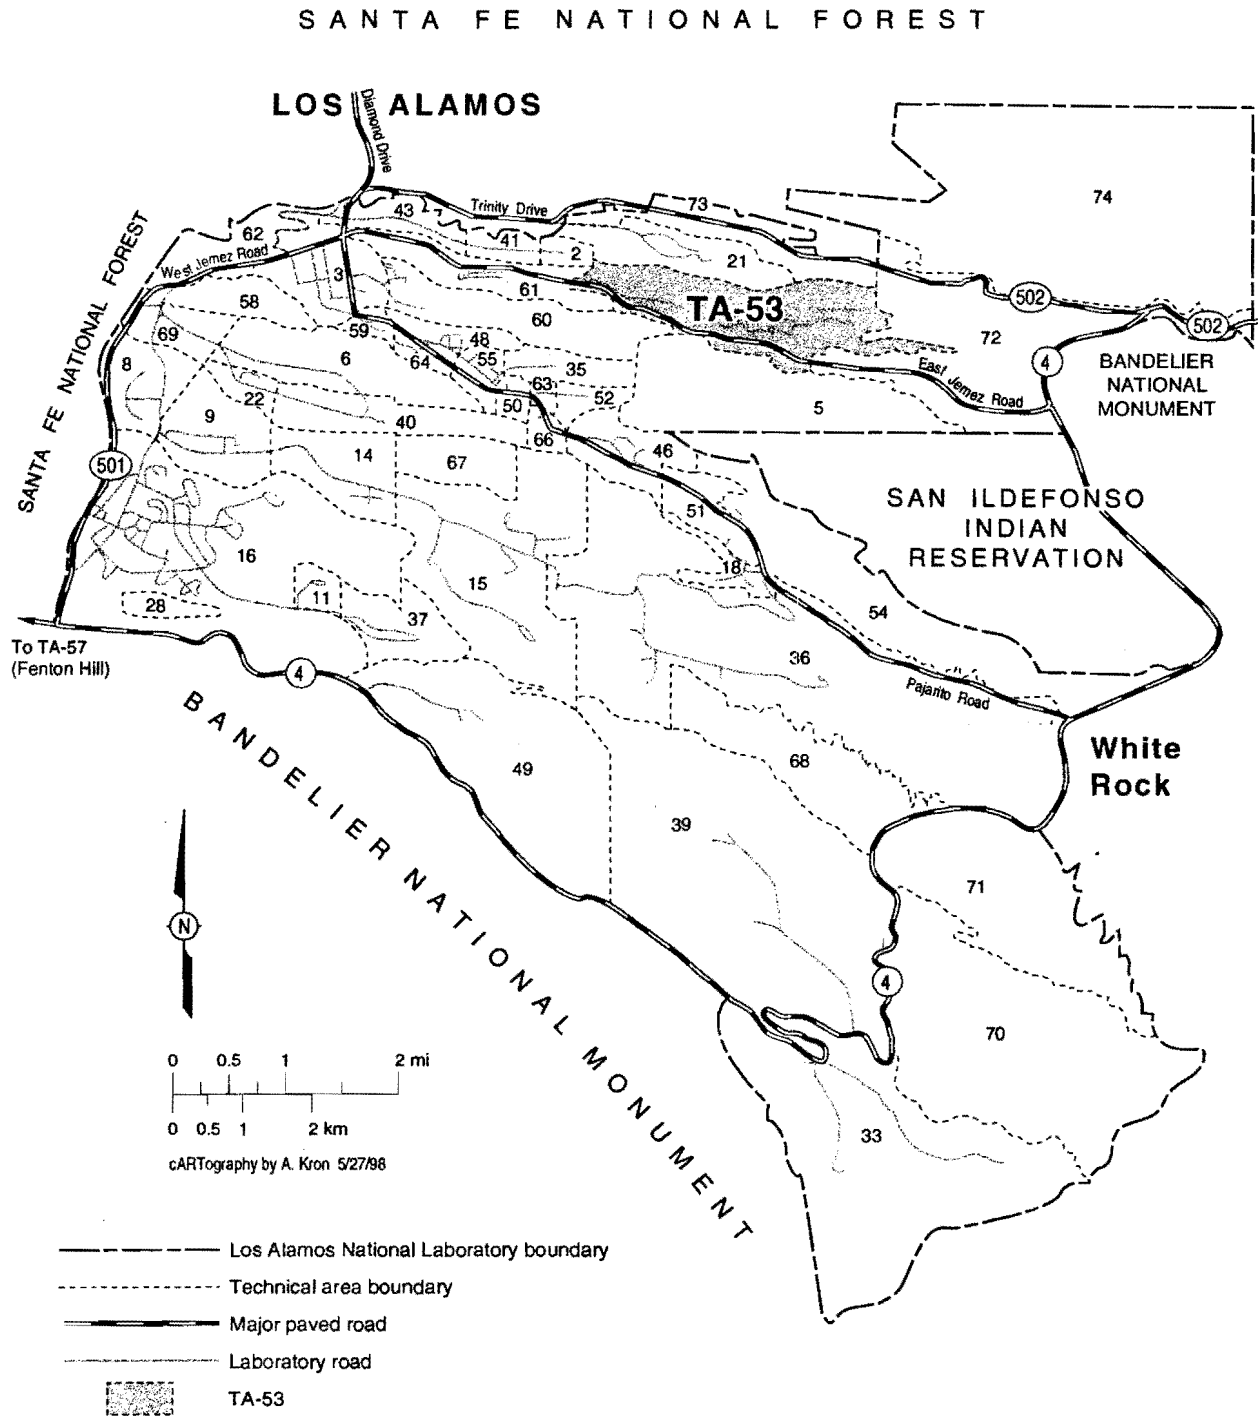 SANTA FE NATIONAL FOREST
LOS ALAMOS
Diamond Drive
74
73
43
Trinity Drive
62
41
2
21
SANTA FE NATIONAL FOREST
West Jemez Road
3
61
TA-53
502
502
58
60
72
59
48
69
6
64
55
35
4
BANDELIER
NATIONAL
MONUMENT
8
63
East Jemez Road
22
50
52
5
9
40
66
46
14
67
501
51
SAN ILDEFONSO
INDIAN
RESERVATION
16
18
15
11
28
37
54
To TA-57
(Fenton Hill)
36
4
Pajarito Road
BANDELIER NATIONAL MONUMENT
White
Rock
49
68
39
71
N
4
70
0 0.5 1 2 mi
0 0.5 1 2 km
33
cARTography by A. Kron 5/27/98
Los Alamos National Laboratory boundary
Technical area boundary
Major paved road
Laboratory road
TA-53